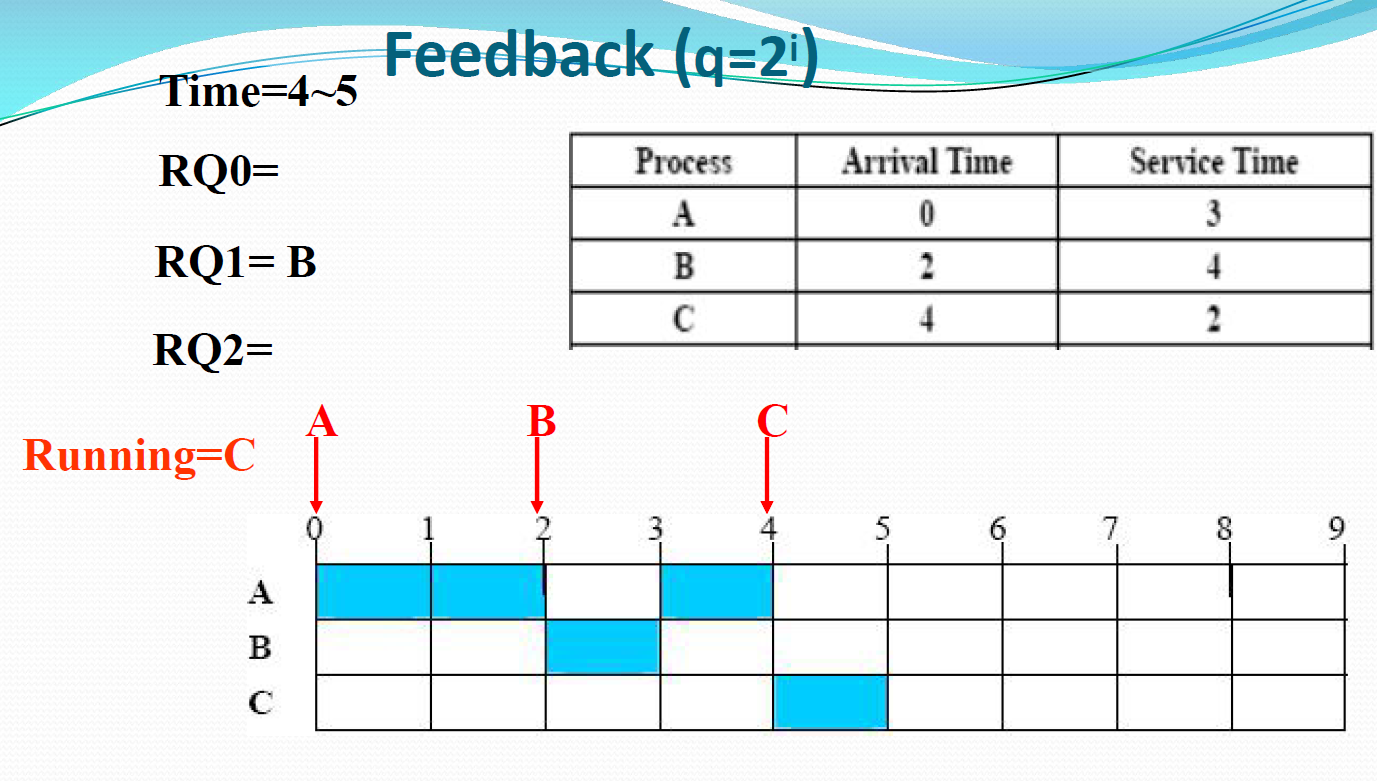 Feedback (q=2ⁱ)
Time=4~5
RQ0=
RQ1= B
RQ2=
Running=C
Process Arrival Time Service Time
A 0 3
B 2 4
C 4 2
A B C
0 1 2 3 4 5 6 7 8 9
A
B
C